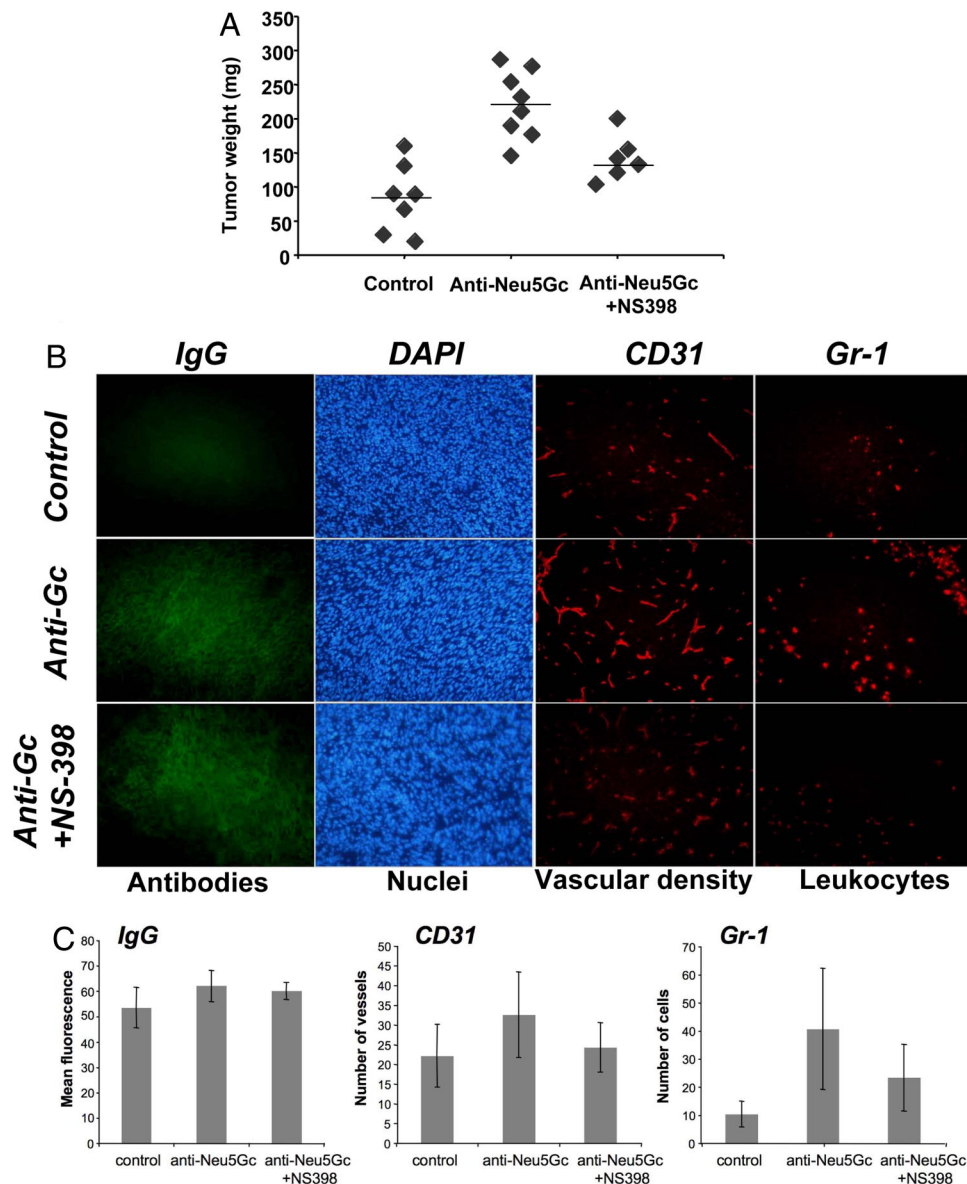 A
Tumor weight (mg)
350
300
250
200
150
100
50
0
Control
Anti-Neu5Gc
Anti-Neu5Gc
+NS398
B
IgG
DAPI
CD31
Gr-1
Control
Anti-Gc
Anti-Gc
+NS-398
Antibodies
Nuclei
Vascular density
Leukocytes
C
IgG
Mean fluorescence
80
70
60
50
40
30
20
10
0
control
anti-Neu5Gc
anti-Neu5Gc
+NS398
CD31
Number of vessels
50
45
40
35
30
25
20
15
10
5
0
control
anti-Neu5Gc
anti-Neu5Gc
+NS398
Gr-1
Number of cells
70
60
50
40
30
20
10
0
control
anti-Neu5Gc
anti-Neu5Gc
+NS398